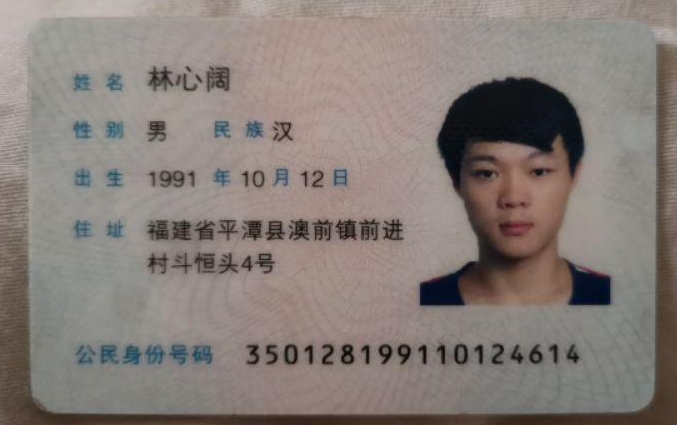 姓名 林心阔
性别 男 民族 汉
出生 1991 年 10 月 12 日
住址 福建省平潭县澳前镇前进
村斗恒头4号
公民身份号码 350128199110124614